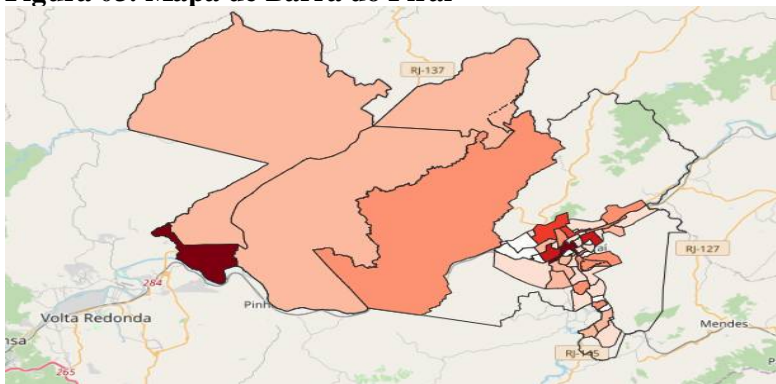 Figura 03. Mapa de Barra do Piraí
RJ-137
RJ-127
284
Pinh
Volta Redonda
nsa
Mendes
RJ-145
265
P